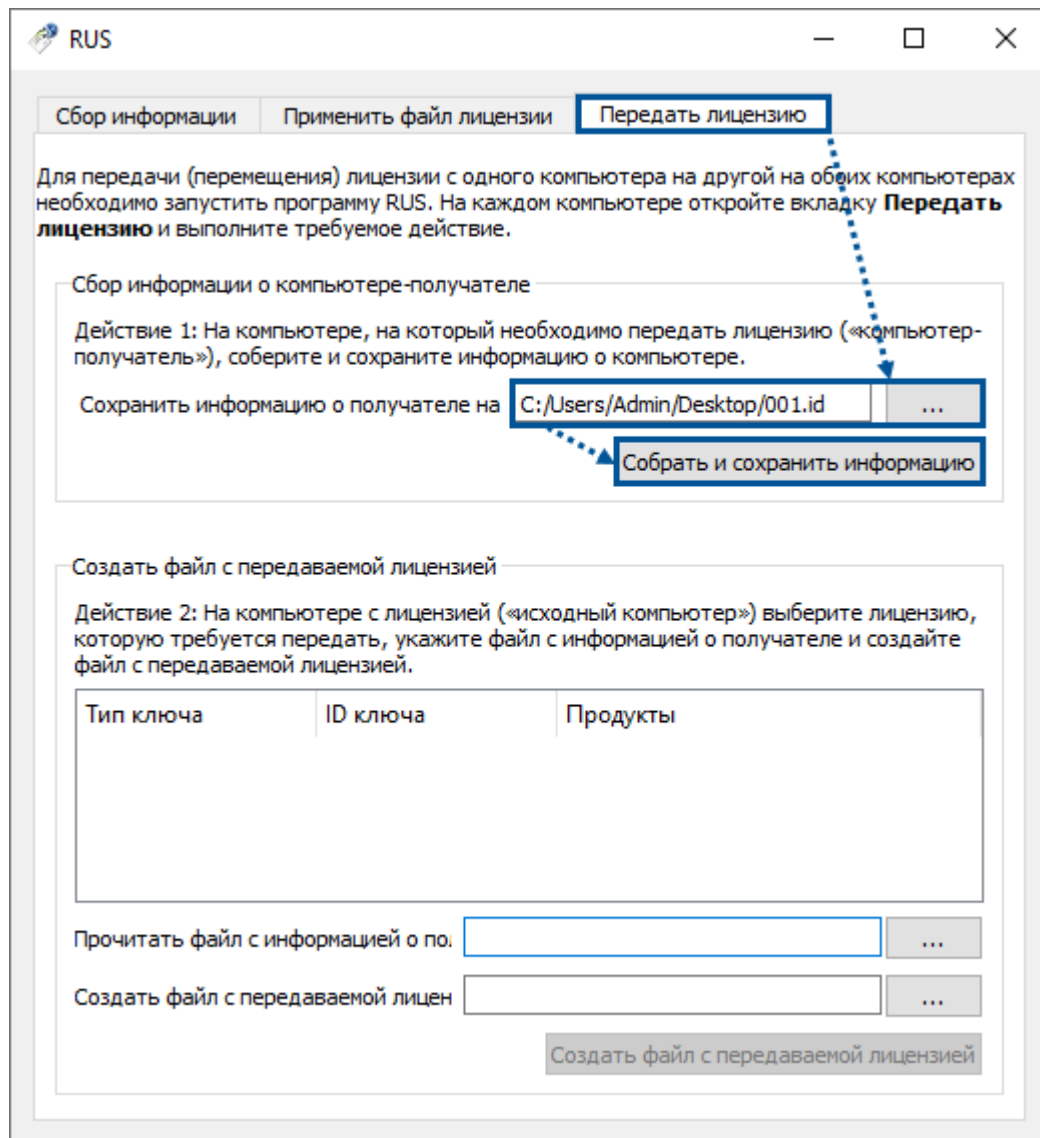 RUS
Сбор информации
Применить файл лицензии
Передать лицензию
Для передачи (перемещения) лицензии с одного компьютера на другой на обоих компьютерах
необходимо запустить программу RUS. На каждом компьютере откройте вкладку Передать
лицензию и выполните требуемое действие.
Сбор информации о компьютере-получателе
Действие 1: На компьютере, на который необходимо передать лицензию («компьютер-
получатель»), соберите и сохраните информацию о компьютере.
Сохранить информацию о получателе на C:/Users/Admin/Desktop/001.id ...
Собрать и сохранить информацию
Создать файл с передаваемой лицензией
Действие 2: На компьютере с лицензией («исходный компьютер») выберите лицензию,
которую требуется передать, укажите файл с информацией о получателе и создайте
файл с передаваемой лицензией.
Тип ключа ID ключа Продукты
Прочитать файл с информацией о пол ...
Создать файл с передаваемой лицен ...
Создать файл с передаваемой лицензией